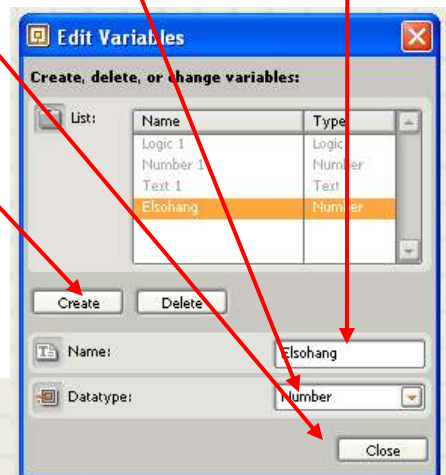 Edit Variables
Create, delete, or change variables:
List:
Name Type
Logic 1 Logic
Number 1 Number
Text 1 Text
Elsohang Number
Create Delete
Name: Elsohang
Datatype: Number
Close